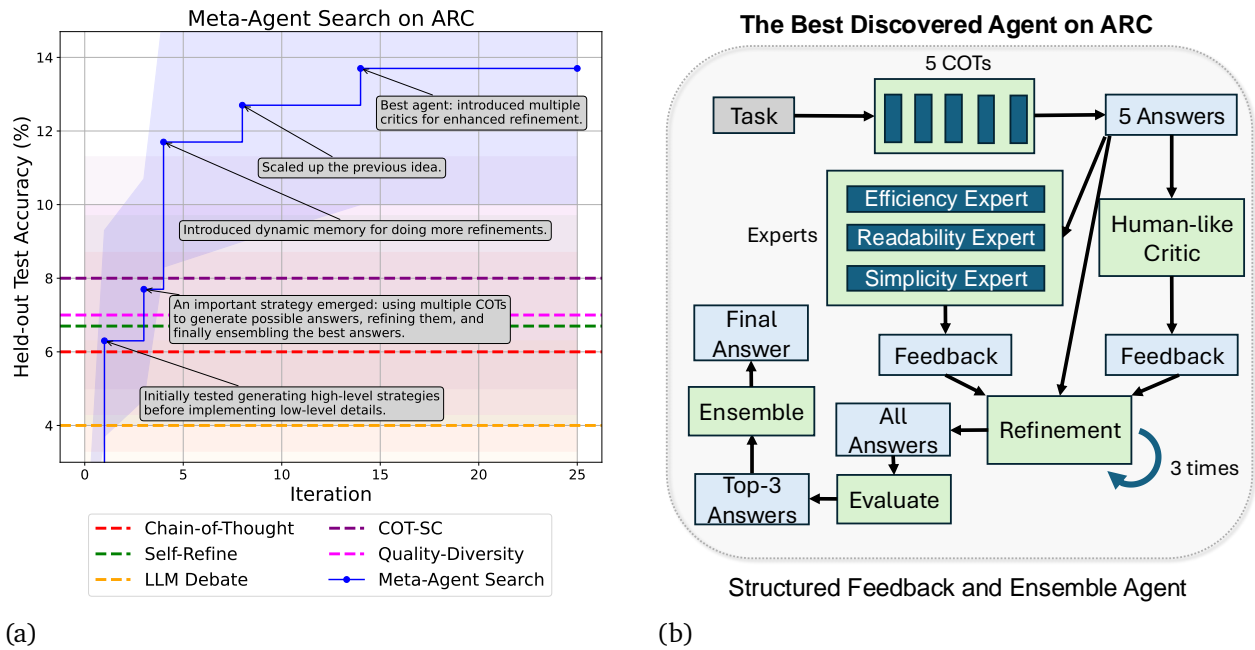 Meta-Agent Search on ARC
Held-out Test Accuracy (%)
14
12
10
8
6
4
Best agent: introduced multiple
critics for enhanced refinement.
Scaled up the previous idea.
Introduced dynamic memory for doing more refinements.
An important strategy emerged: using multiple COTs
to generate possible answers, refining them, and
finally ensembling the best answers.
Initially tested generating high-level strategies
before implementing low-level details.
0 5 10 15 20 25
Iteration
Chain-of-Thought
Self-Refine
LLM Debate
COT-SC
Quality-Diversity
Meta-Agent Search
(a)
The Best Discovered Agent on ARC
5 COTs
Task
5 Answers
Experts
Efficiency Expert
Readability Expert
Simplicity Expert
Human-like
Critic
Feedback
Feedback
Refinement
3 times
All
Answers
Evaluate
Top-3
Answers
Ensemble
Final
Answer
Structured Feedback and Ensemble Agent
(b)